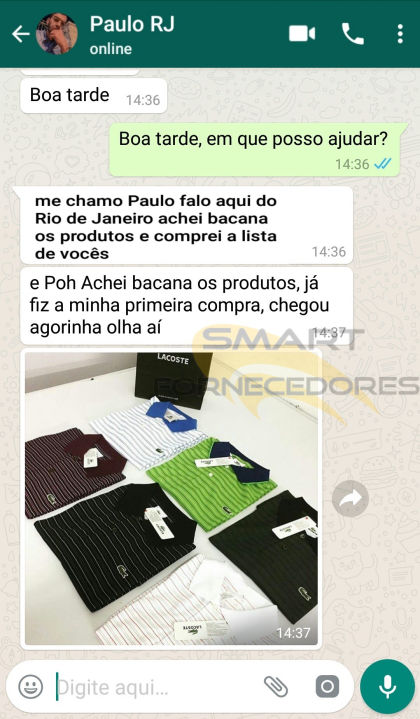 Paulo RJ
online
Boa tarde 14:36
Boa tarde, em que posso ajudar?
14:36
me chamo Paulo falo aqui do
Rio de Janeiro achei bacana
os produtos e comprei a lista
de vocês 14:36
e Poh Achei bacana os produtos, já
fiz a minha primeira compra, chegou
agorinha olha aí 14:37
SMART
FORNECEDORES
LACOSTE
LACOSTE
14:37
Digite aqui...